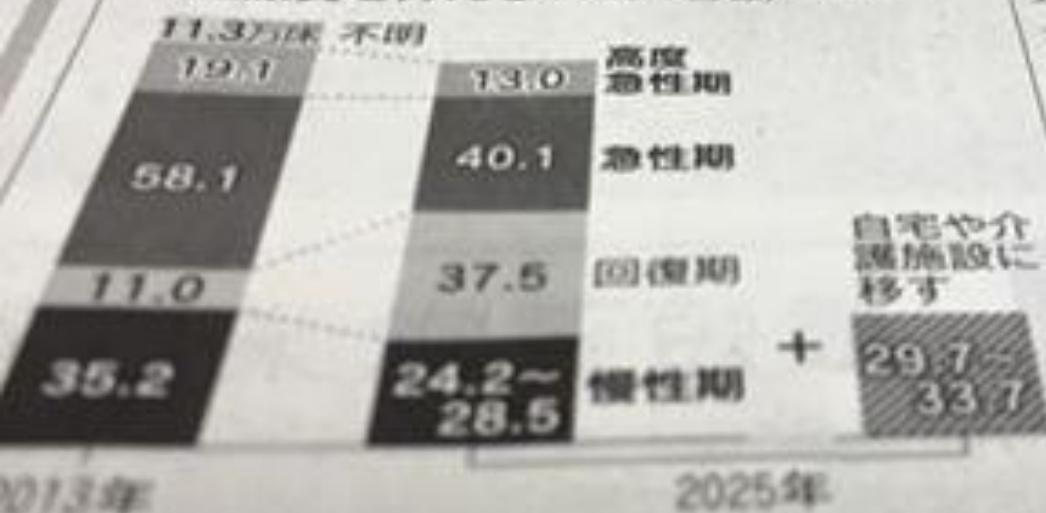 11.3万床 不明
19.1
13.0
高度
急性期
58.1
40.1
急性期
11.0
37.5
回復期
自宅や介
護施設に
移す
35.2
24.2~
28.5
慢性期
+
29.7~
33.7
2013年
2025年